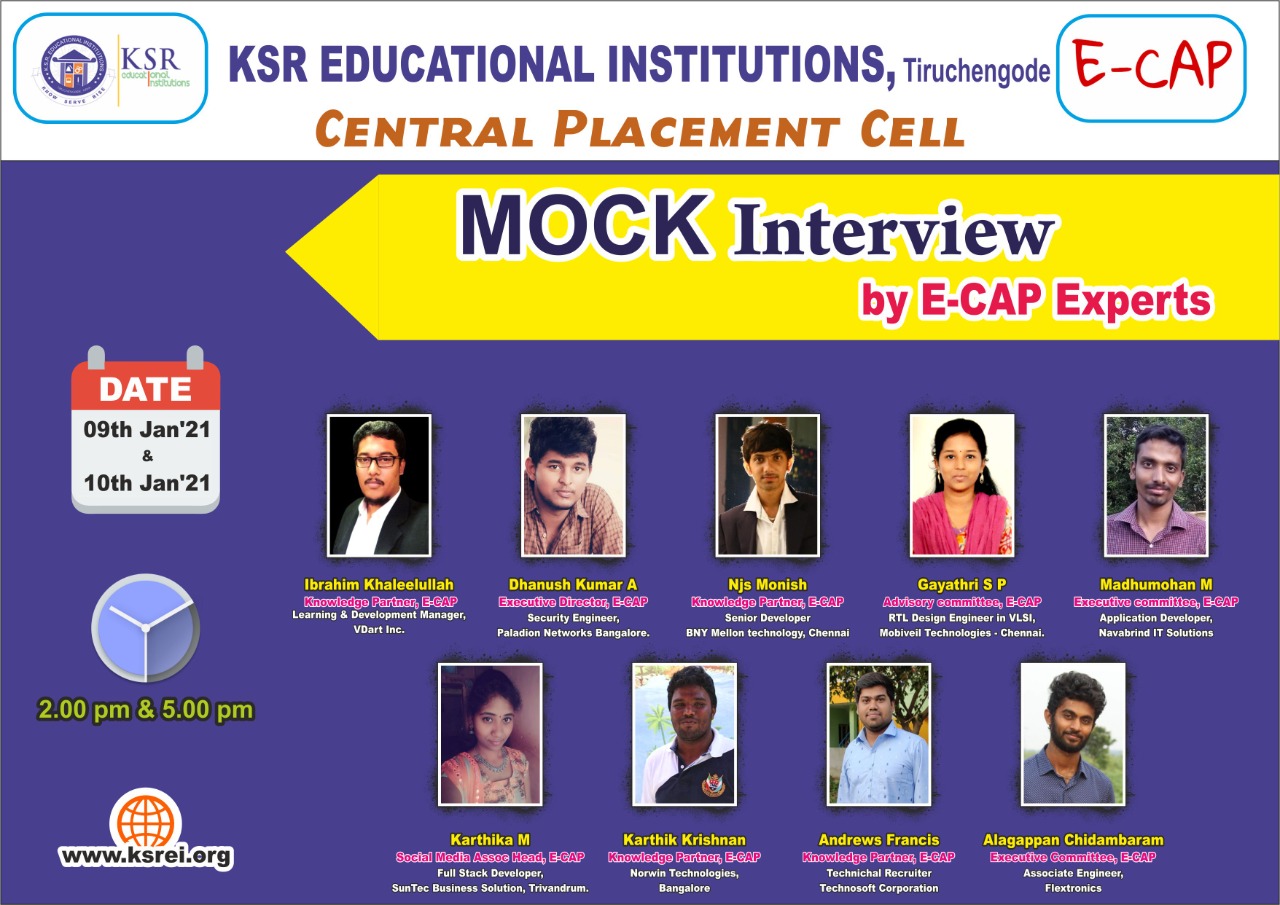 KSR
educational
Institutions
K.S.R. EDUCATIONAL INSTITUTIONS
KNOW SERVE RISE
KSR EDUCATIONAL INSTITUTIONS, Tiruchengode
E-CAP
CENTRAL PLACEMENT CELL
MOCK Interview
by E-CAP Experts
DATE
09th Jan'21
&
10th Jan'21
2.00 pm & 5.00 pm
www.ksrei.org
Ibrahim Khaleelullah
Knowledge Partner, E-CAP
Learning & Development Manager,
VDart Inc.
Dhanush Kumar A
Executive Director, E-CAP
Security Engineer,
Paladion Networks Bangalore.
Njs Monish
Knowledge Partner, E-CAP
Senior Developer
BNY Mellon technology, Chennai
Gayathri S P
Advisory committee, E-CAP
RTL Design Engineer in VLSI,
Mobiveil Technologies - Chennai.
Madhumohan M
Executive committee, E-CAP
Application Developer,
Navabrind IT Solutions
Karthika M
Social Media Assoc Head, E-CAP
Full Stack Developer,
SunTec Business Solution, Trivandrum.
Karthik Krishnan
Knowledge Partner, E-CAP
Norwin Technologies,
Bangalore
Andrews Francis
Knowledge Partner, E-CAP
Technichal Recruiter
Technosoft Corporation
Alagappan Chidambaram
Executive Committee, E-CAP
Associate Engineer,
Flextronics